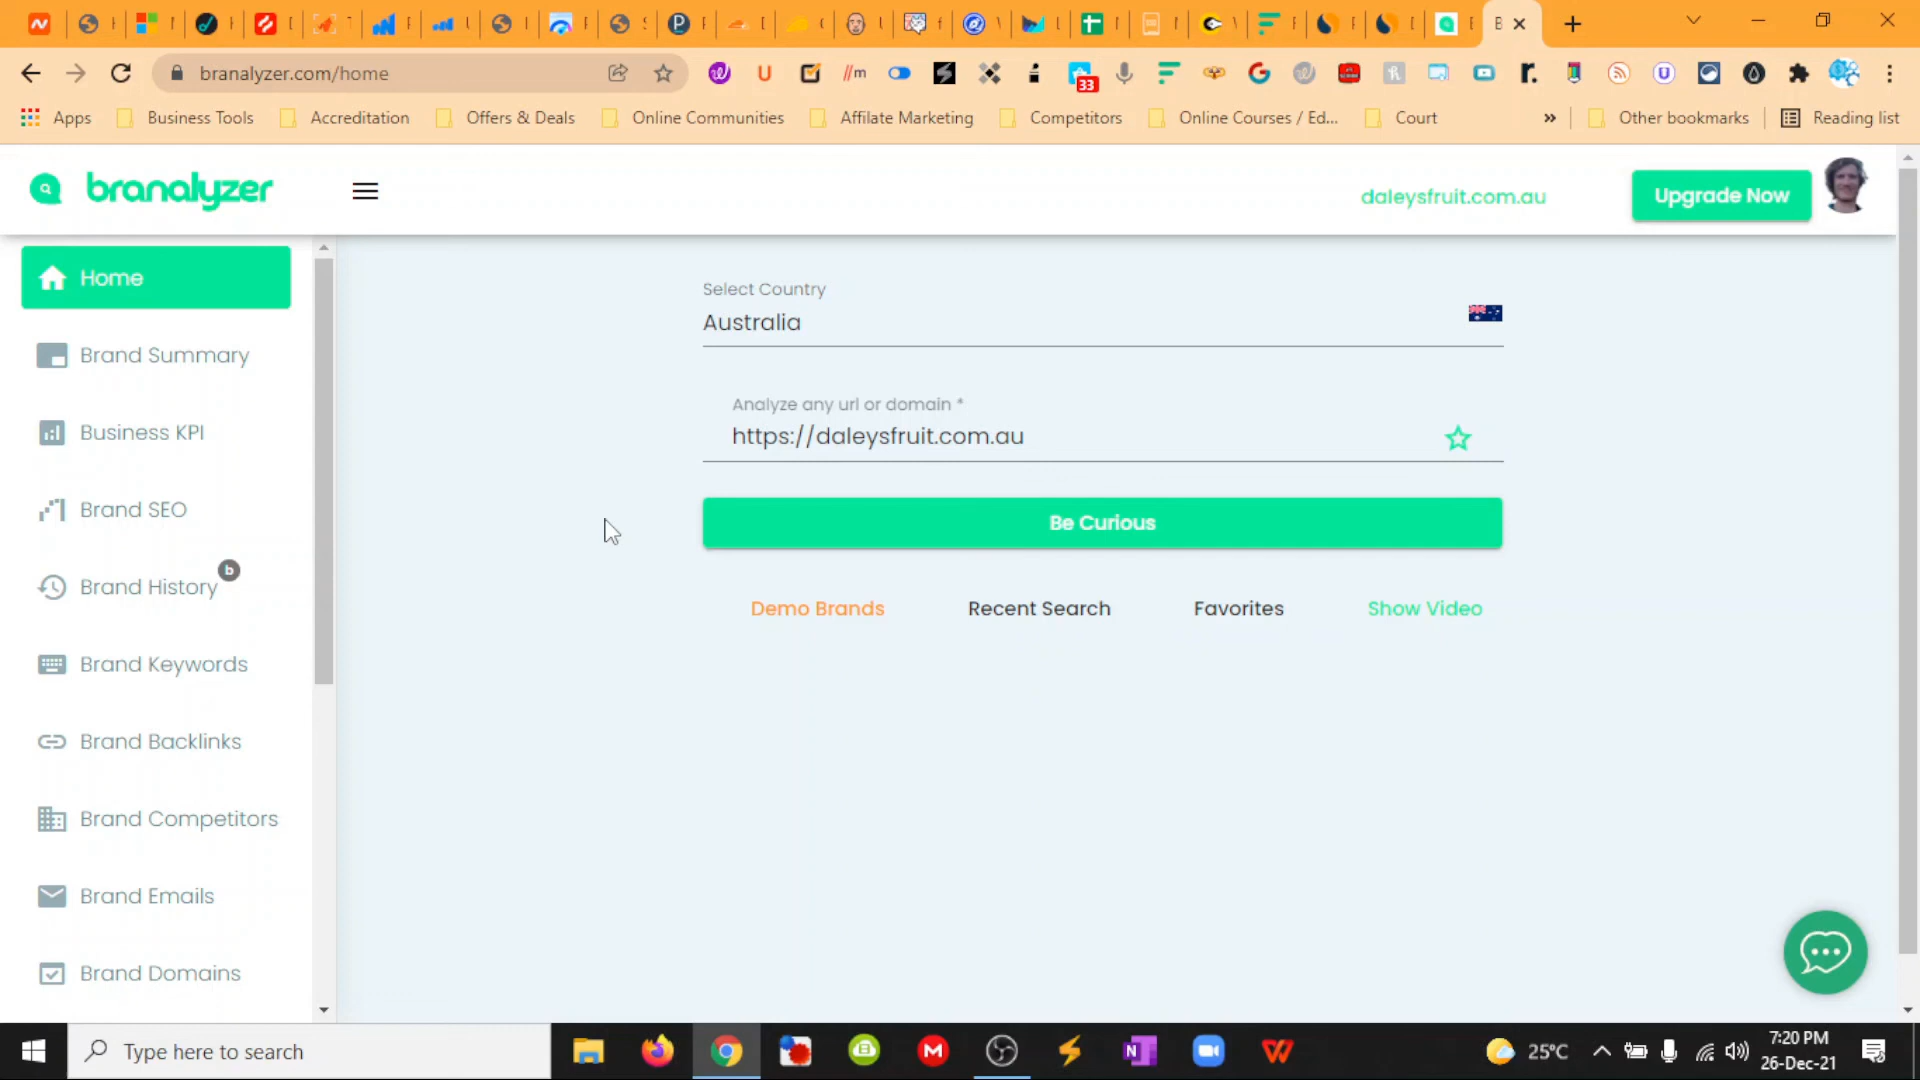 branalyzer.com/home
33
Apps
Business Tools
Accreditation
Offers & Deals
Online Communities
Affilate Marketing
Competitors
Online Courses / Ed...
Court
»
Other bookmarks
Reading list
branalyzer
daleysfruit.com.au
Upgrade Now
Home
Brand Summary
Business KPI
Brand SEO
Brand History
b
Brand Keywords
Brand Backlinks
Brand Competitors
Brand Emails
Brand Domains
Select Country
Australia
Analyze any url or domain *
https://daleysfruit.com.au
Be Curious
Demo Brands
Recent Search
Favorites
Show Video
Type here to search
25°C
7:20 PM
26-Dec-21